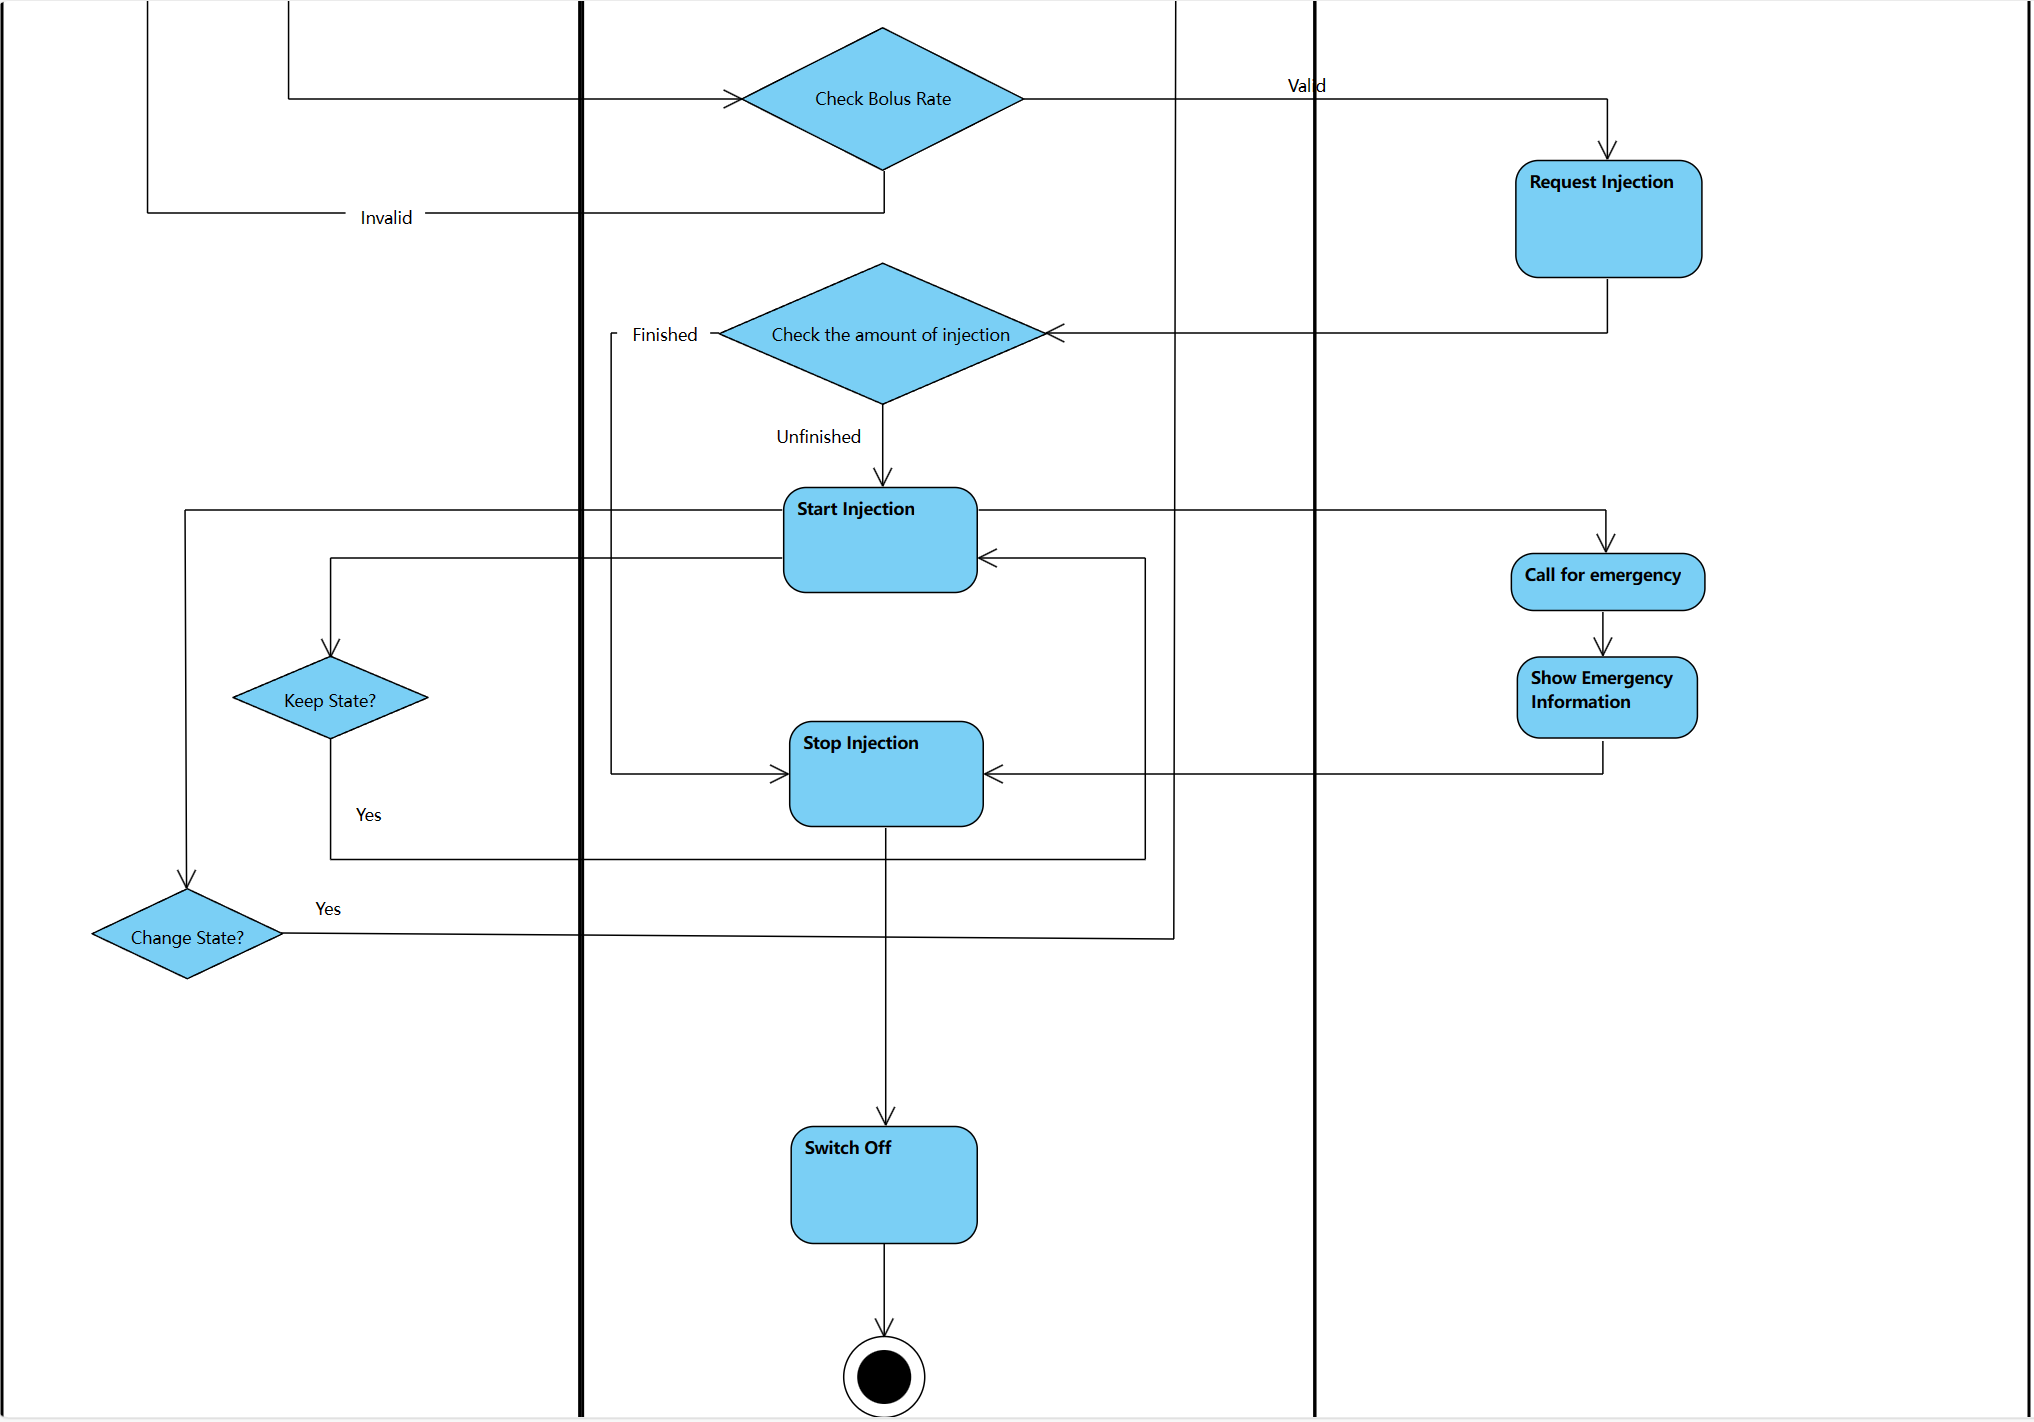 Valid
Check Bolus Rate
Request Injection
Invalid
Finished
Check the amount of injection
Unfinished
Start Injection
Call for emergency
Show Emergency
Information
Keep State?
Stop Injection
Yes
Yes
Change State?
Switch Off